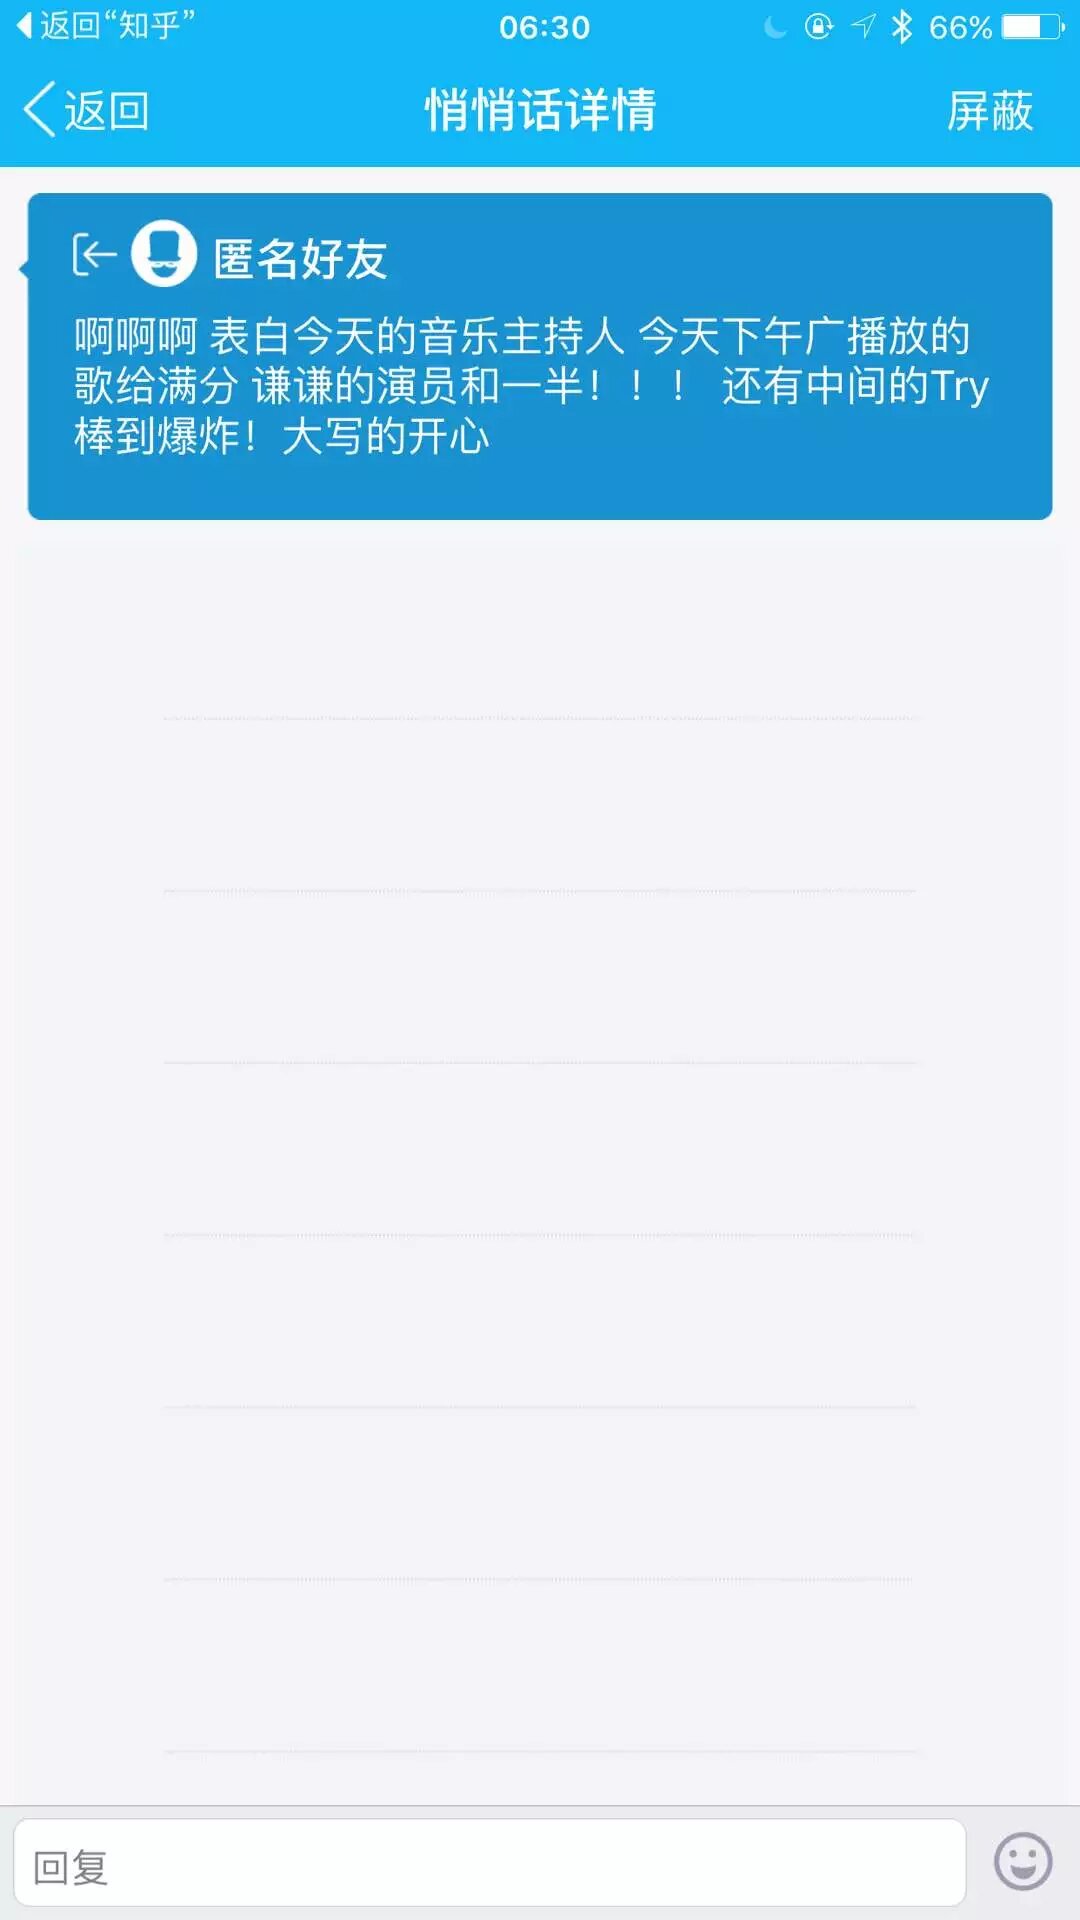 返回“知乎”
06:30
66%
返回
悄悄话详情
屏蔽
匿名好友
啊啊啊 表白今天的音乐主持人 今天下午广播放的
歌给满分 谦谦的演员和一半！！！ 还有中间的Try
棒到爆炸！大写的开心
回复